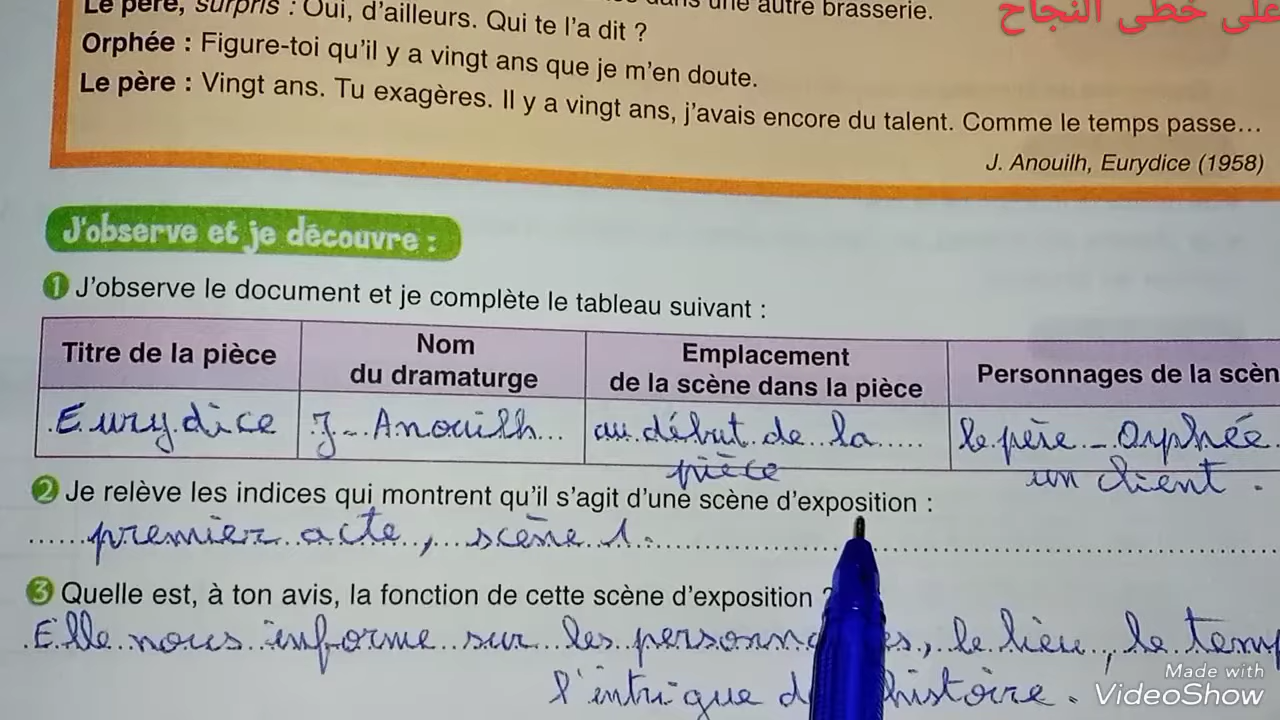 une autre brasserie.
على خطى النجاح
Le père, surpris : Oui, d'ailleurs. Qui te l'a dit ?
Orphée : Figure-toi qu'il y a vingt ans que je m'en doute.
Le père : Vingt ans. Tu exagères. Il y a vingt ans, j'avais encore du talent. Comme le temps passe...
J. Anouilh, Eurydice (1958)
J'observe et je découvre :
1 J'observe le document et je complète le tableau suivant :
Titre de la pièce
Nom
du dramaturge
Emplacement
de la scène dans la pièce
Personnages de la scèn
Eurydice
J. Anouilh
au début de la
pièce
le père - Orphée
un client.
2 Je relève les indices qui montrent qu'il s'agit d'une scène d'exposition :
premier acte, scène 1.
3 Quelle est, à ton avis, la fonction de cette scène d'exposition ?
Elle nous informe sur les le lieu, le
l'intrigue histoire.
Made with
VideoShow